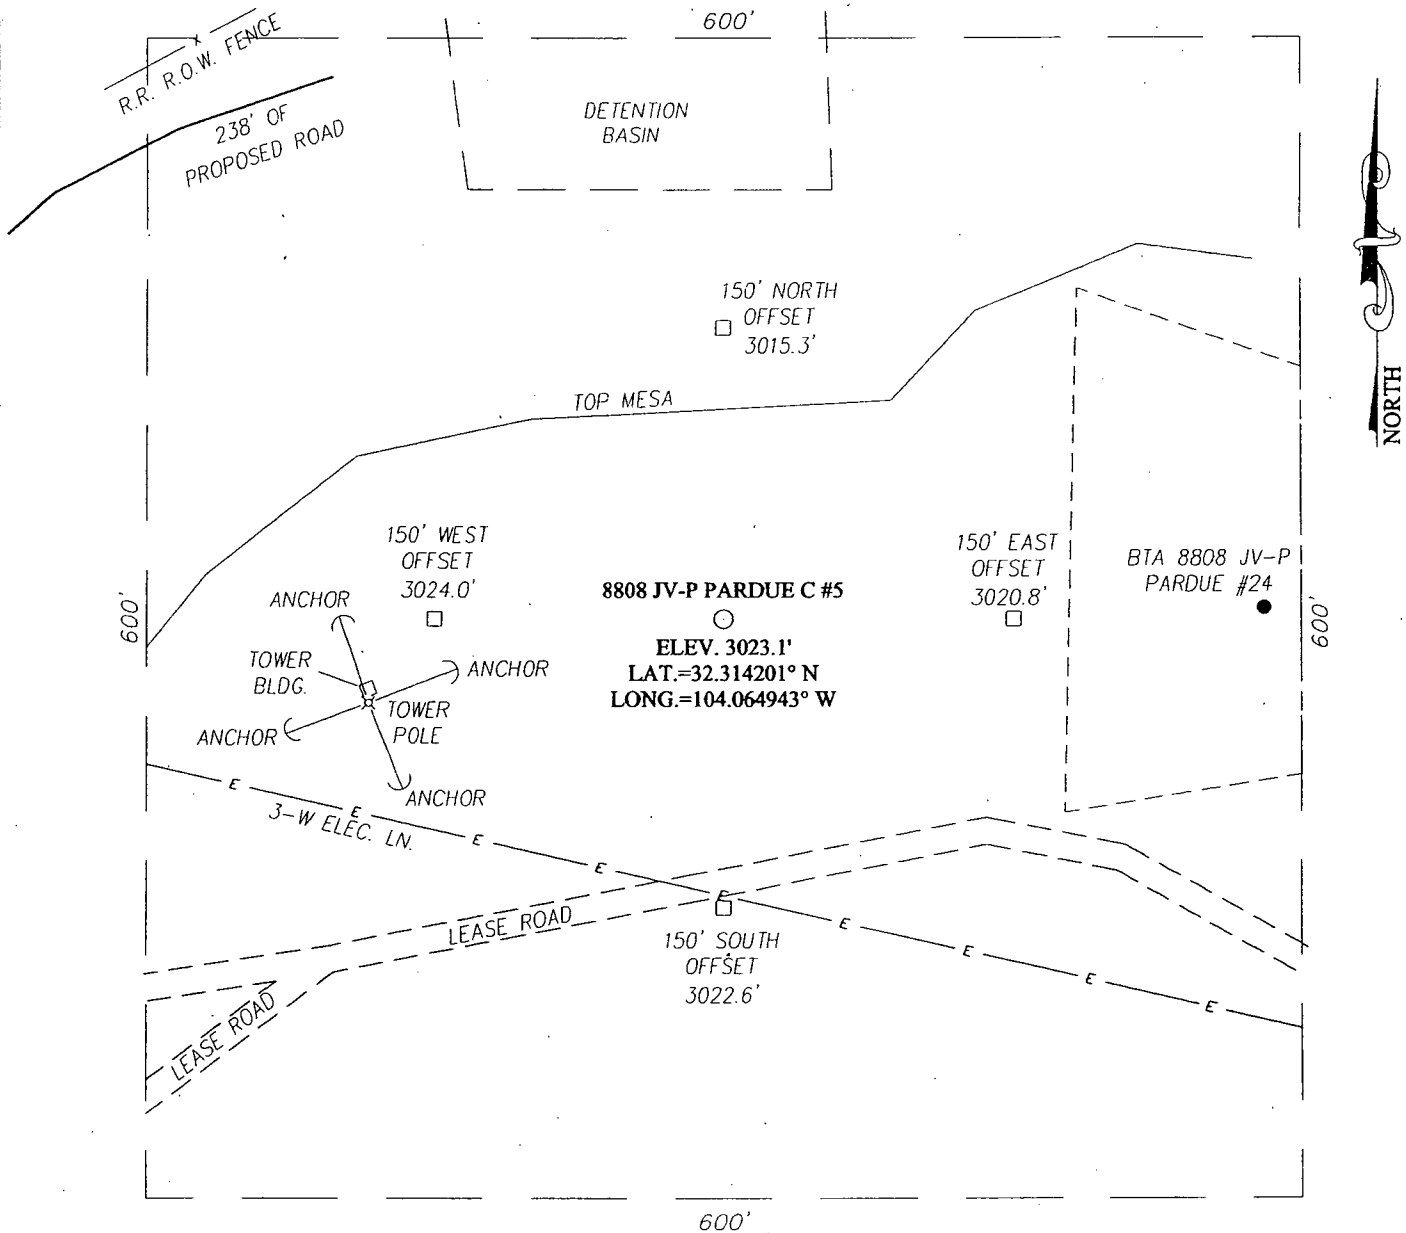 600'
R.R. R.O.W. FENCE
238' OF
PROPOSED ROAD
DETENTION
BASIN
150' NORTH
OFFSET
3015.3'
NORTH
TOP MESA
150' WEST
OFFSET
3024.0'
150' EAST
OFFSET
3020.8'
BTA 8808 JV-P
PARDUE #24
600'
600'
8808 JV-P PARDUE C #5
ELEV. 3023.1'
LAT.=32.314201° N
LONG.=104.064943° W
ANCHOR
TOWER
BLDG.
ANCHOR
TOWER
POLE
ANCHOR
ANCHOR
E
E
E
E
E
E
E
E
E
3-W ELEC. LN.
LEASE ROAD
150' SOUTH
OFFSET
3022.6'
LEASE ROAD
600'